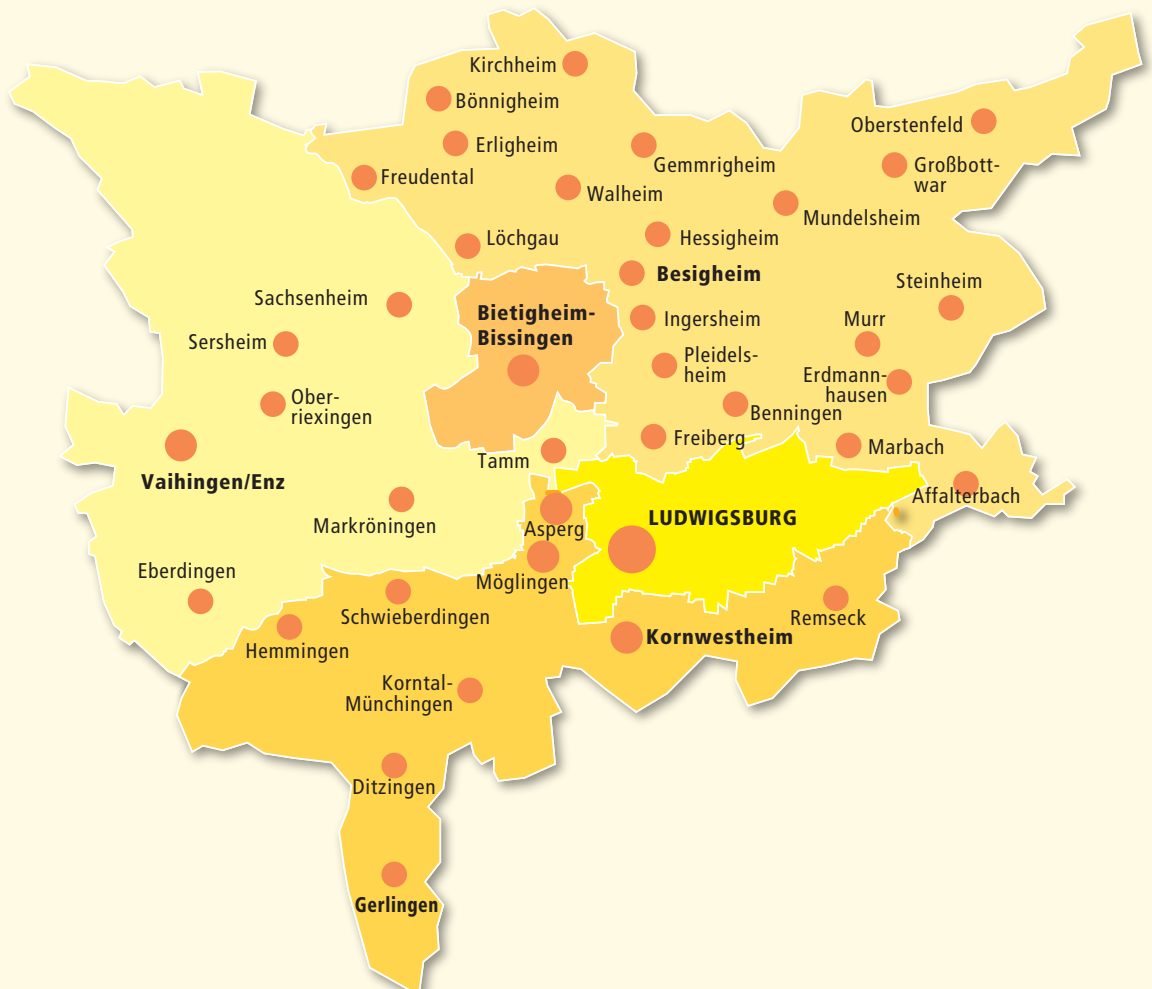 Kirchheim
Bönnigheim
Oberstenfeld
Erligheim
Gemmrigheim
Großbott-
war
Freudental
Walheim
Mundelsheim
Löchgau
Hessigheim
Besigheim
Steinheim
Sachsenheim
Bietigheim-
Bissingen
Ingersheim
Murr
Sersheim
Pleidels-
heim
Erdmann-
hausen
Ober-
riexingen
Benningen
Freiberg
Marbach
Tamm
Vaihingen/Enz
Affalterbach
Markröningen
LUDWIGSBURG
Asperg
Eberdingen
Möglingen
Schwieberdingen
Remseck
Hemmingen
Kornwestheim
Korntal-
Münchingen
Ditzingen
Gerlingen